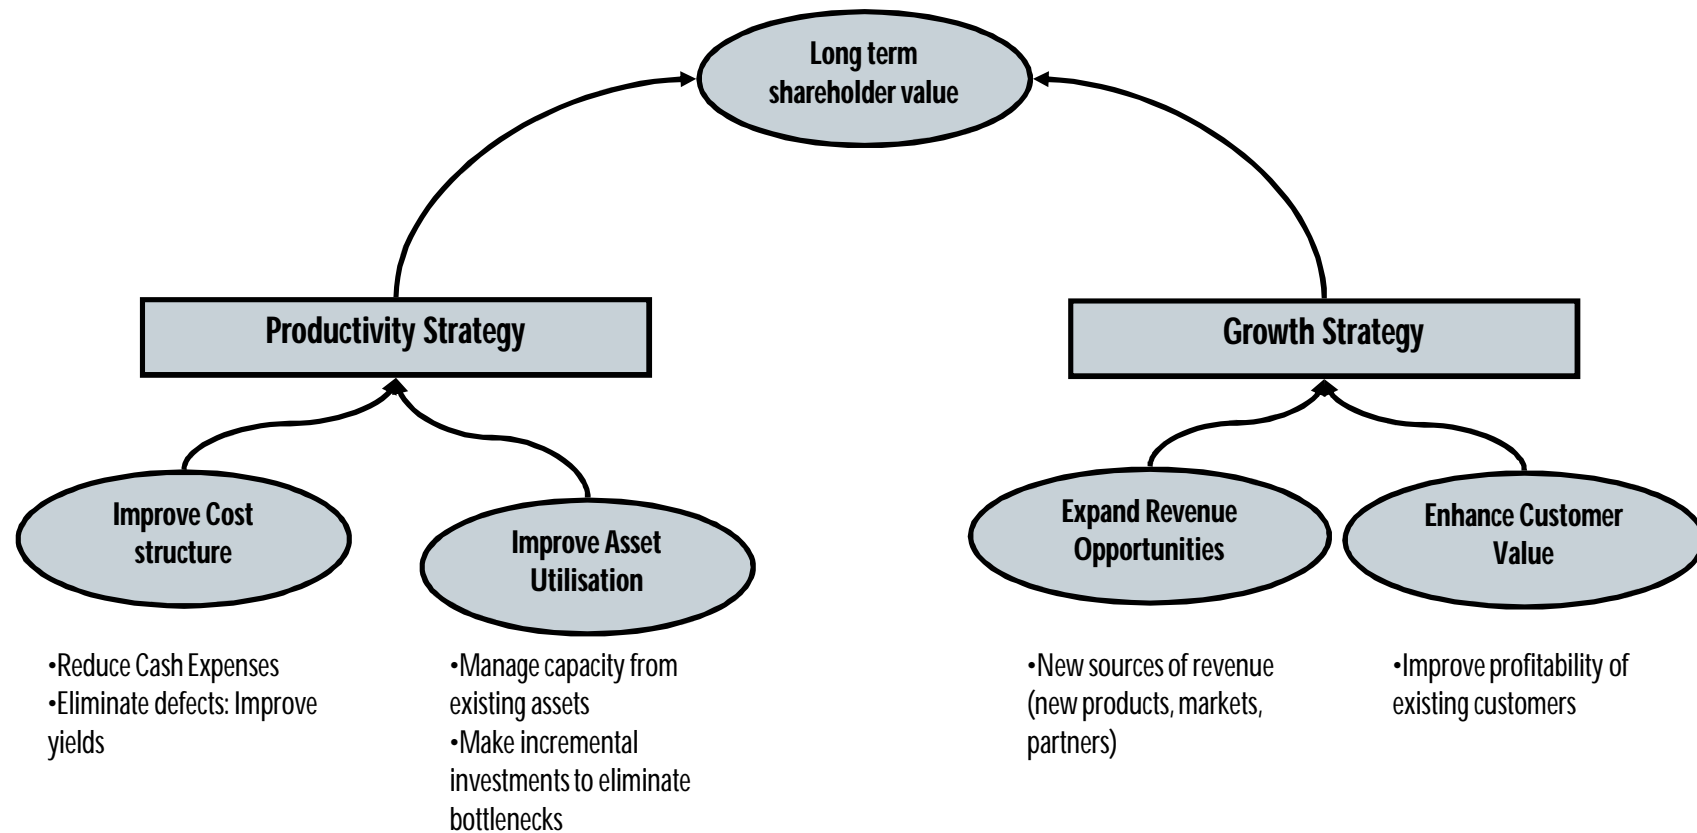 Long term
shareholder value
Productivity Strategy
Growth Strategy
Improve Cost
structure
Improve Asset
Utilisation
Expand Revenue
Opportunities
Enhance Customer
Value
•Reduce Cash Expenses
•Eliminate defects: Improve
yields
•Manage capacity from
existing assets
•Make incremental
investments to eliminate
bottlenecks
•New sources of revenue
(new products, markets,
partners)
•Improve profitability of
existing customers